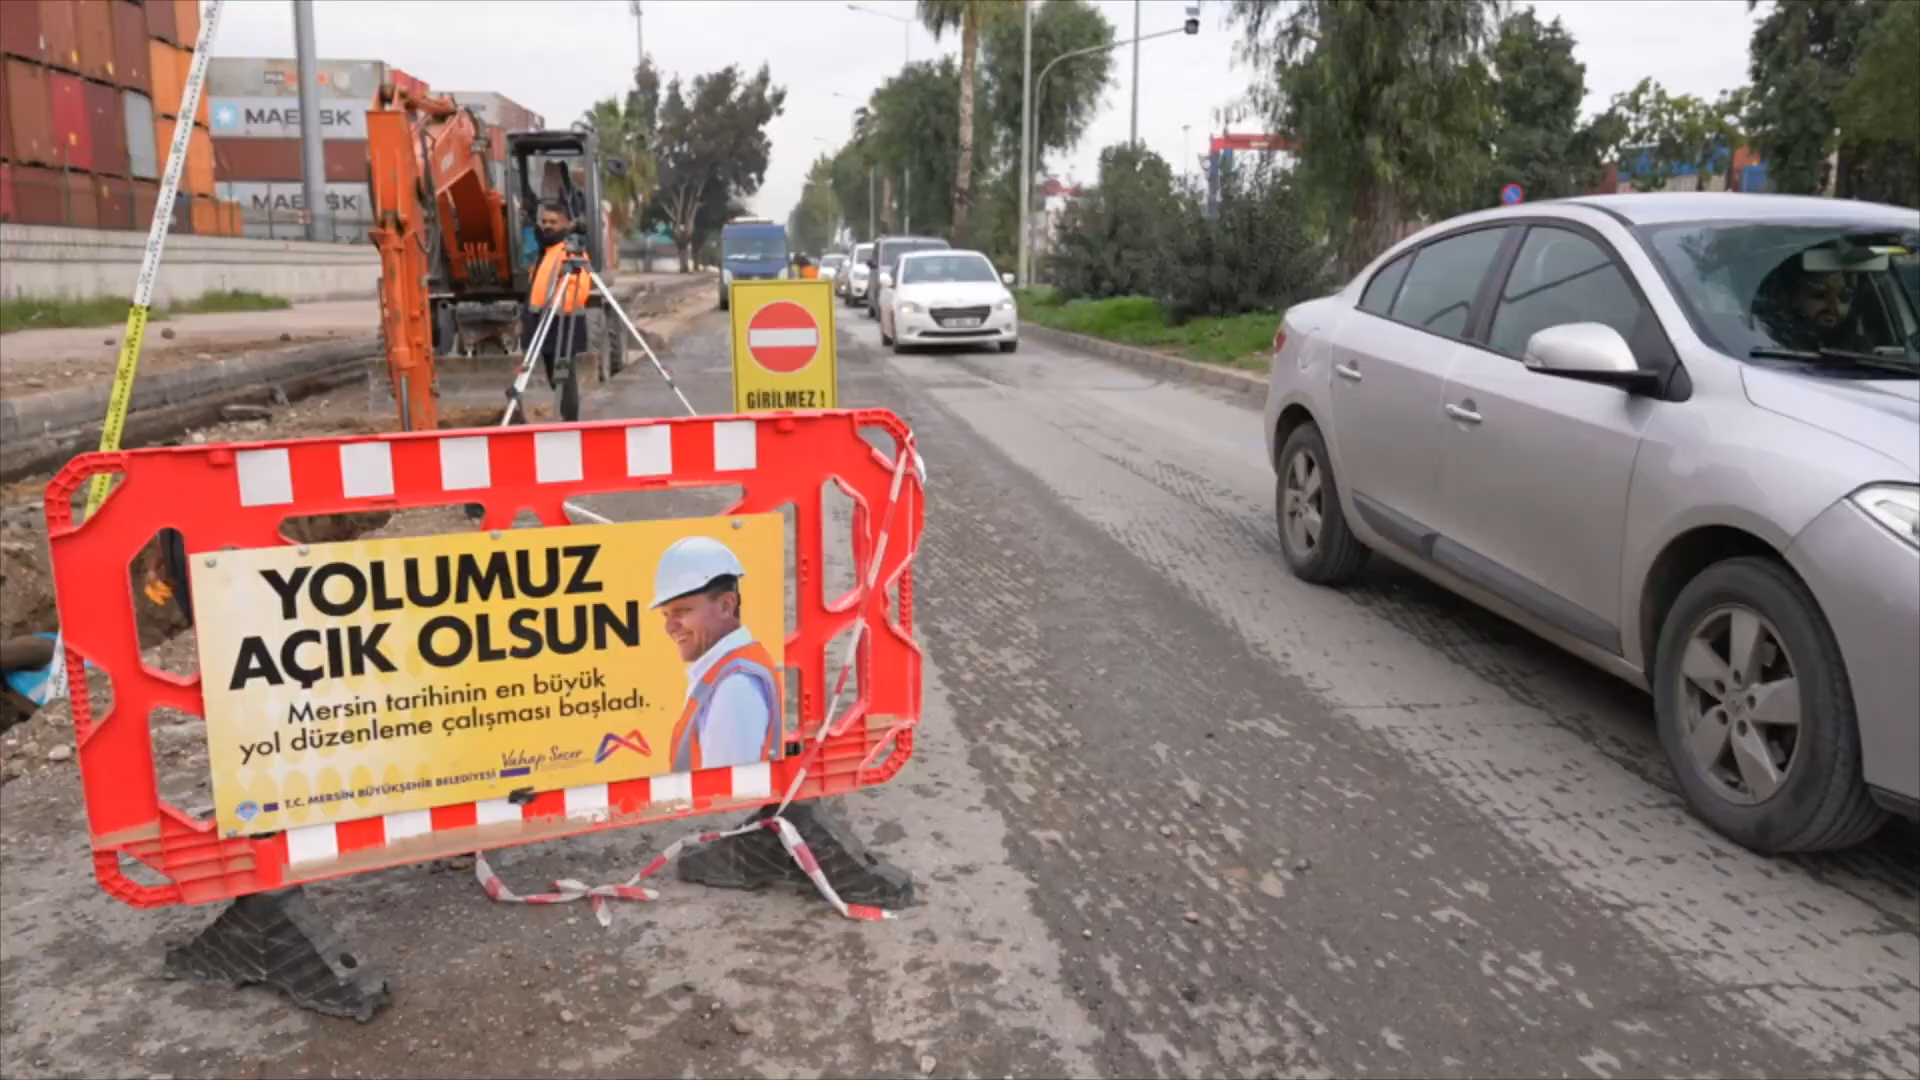 MAERSK
MAERSK
GİRİLMEZ !
YOLUMUZ
AÇIK OLSUN
Mersin tarihinin en büyük
yol düzenleme çalışması başladı.
Vahap Seçer
T.C. MERSİN BÜYÜKŞEHİR BELEDİYESİ